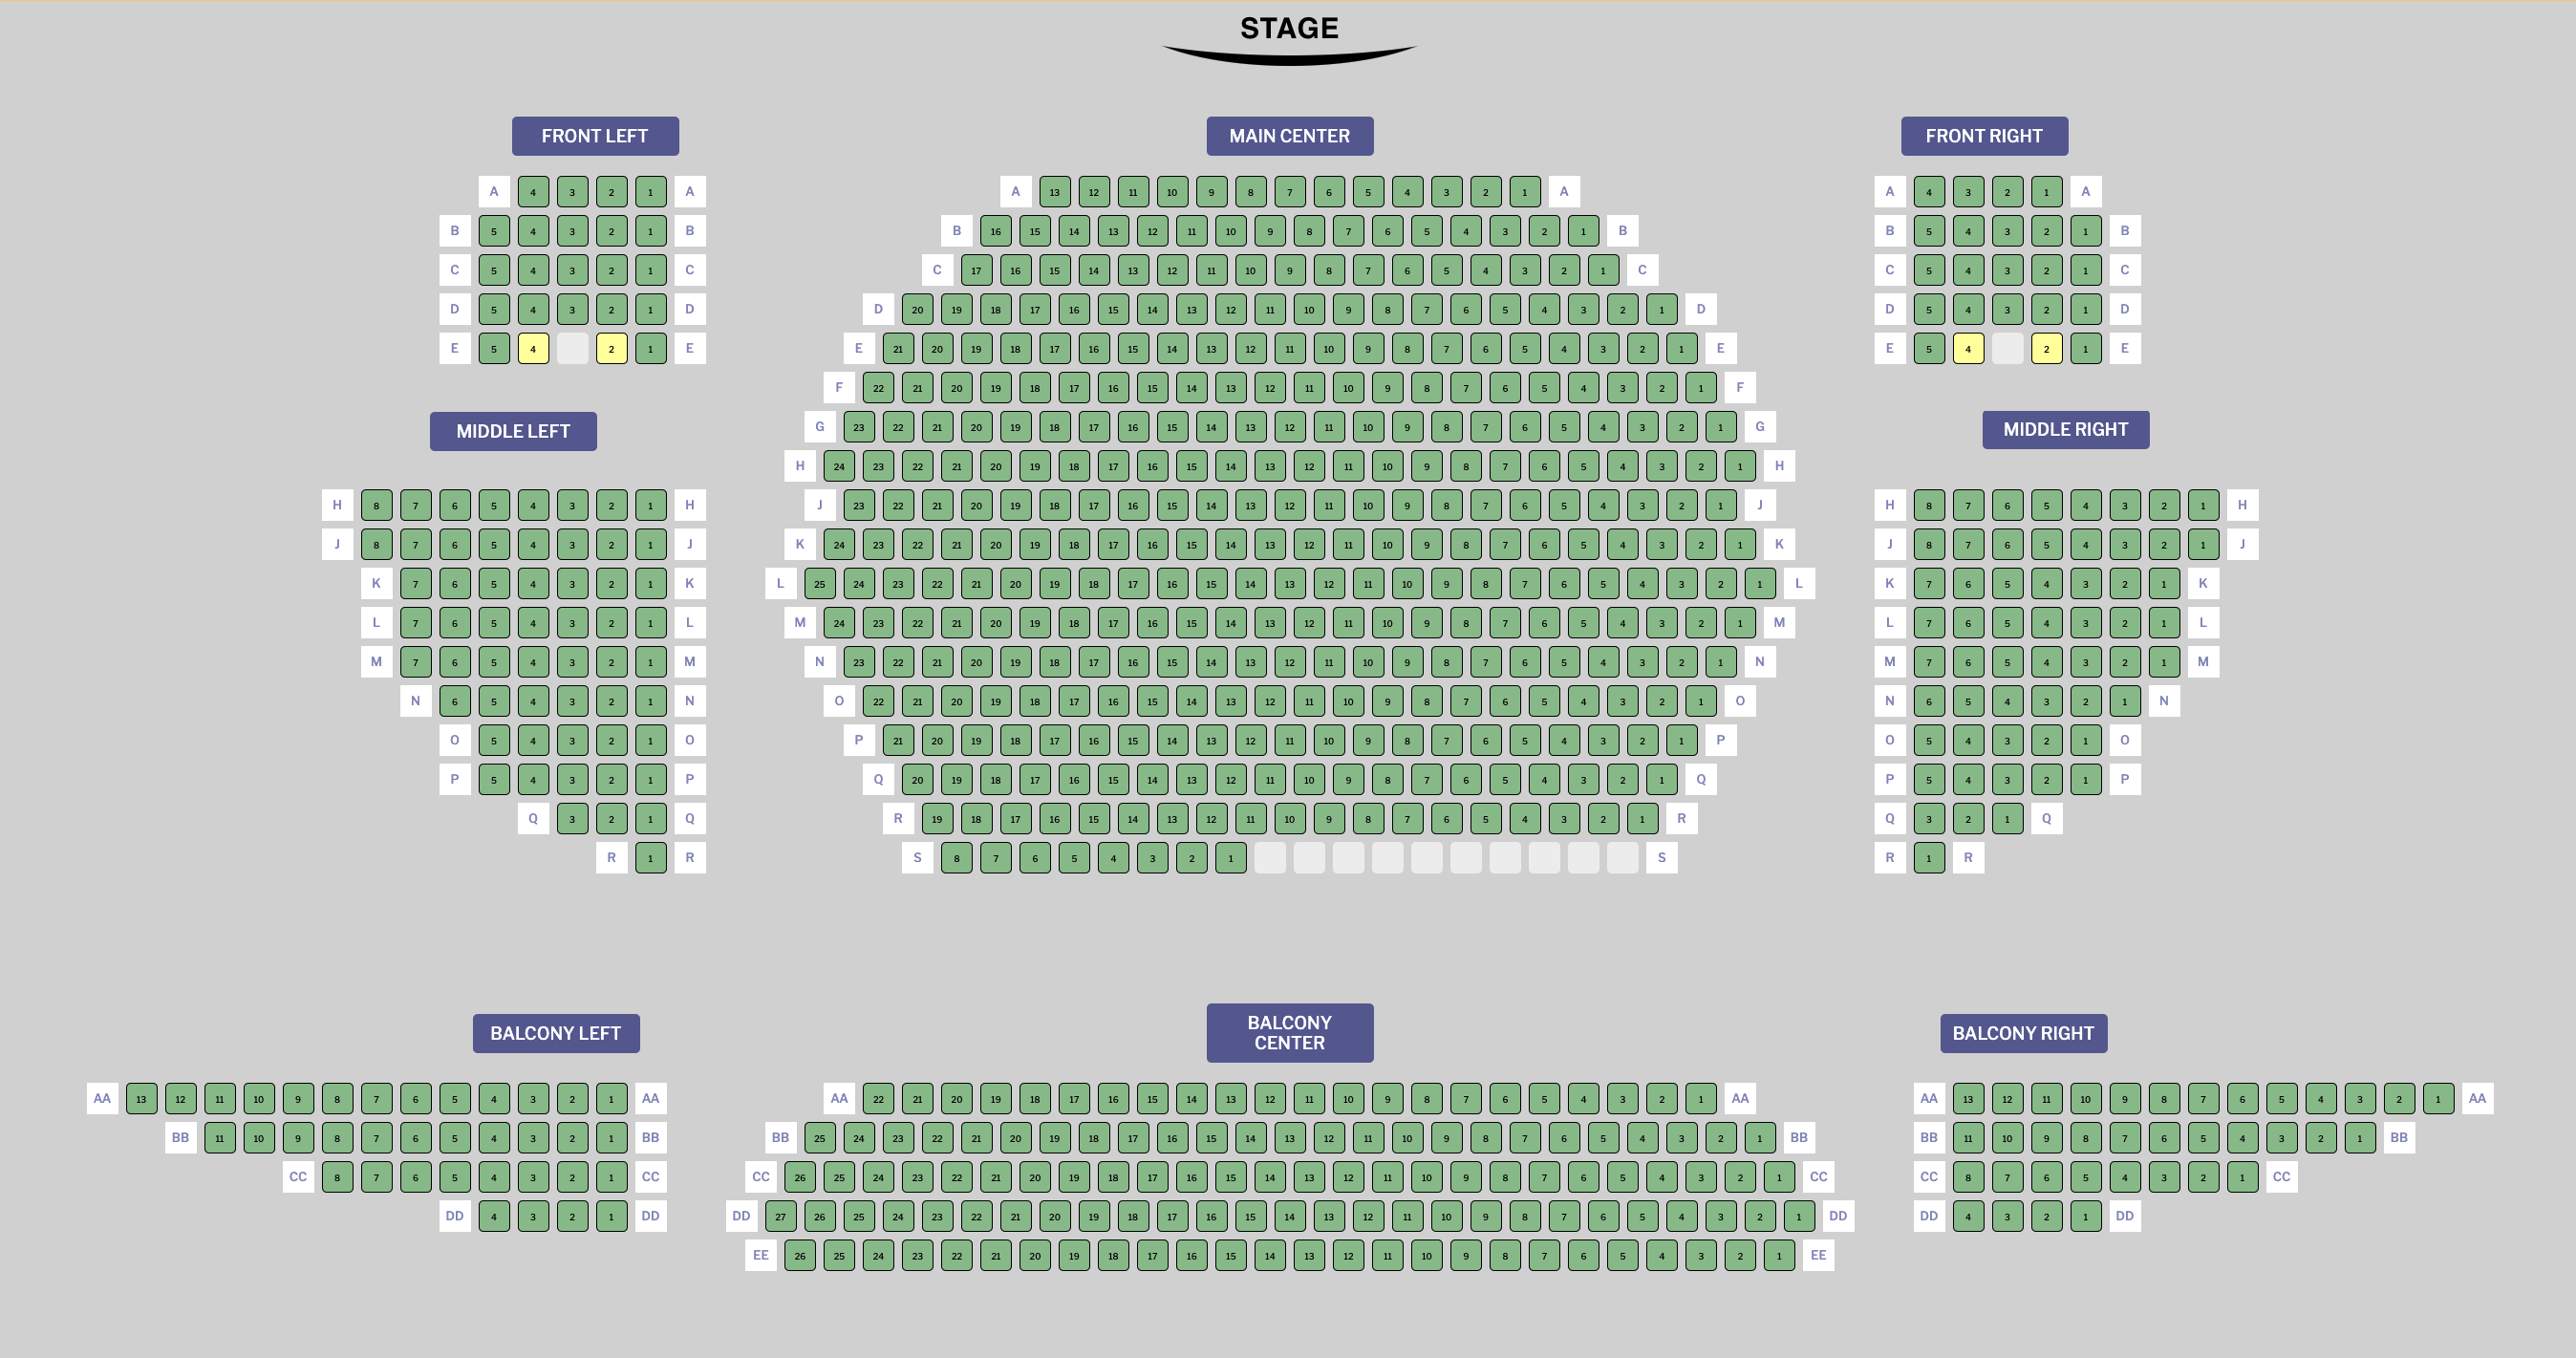 STAGE
FRONT LEFT
A 4 3 2 1 A
B 5 4 3 2 1 B
C 5 4 3 2 1 C
D 5 4 3 2 1 D
E 5 4 2 1 E
MIDDLE LEFT
H 8 7 6 5 4 3 2 1 H
J 8 7 6 5 4 3 2 1 J
K 7 6 5 4 3 2 1 K
L 7 6 5 4 3 2 1 L
M 7 6 5 4 3 2 1 M
N 6 5 4 3 2 1 N
O 5 4 3 2 1 O
P 5 4 3 2 1 P
Q 3 2 1 Q
R 1 R
MAIN CENTER
A 13 12 11 10 9 8 7 6 5 4 3 2 1 A
B 16 15 14 13 12 11 10 9 8 7 6 5 4 3 2 1 B
C 17 16 15 14 13 12 11 10 9 8 7 6 5 4 3 2 1 C
D 20 19 18 17 16 15 14 13 12 11 10 9 8 7 6 5 4 3 2 1 D
E 21 20 19 18 17 16 15 14 13 12 11 10 9 8 7 6 5 4 3 2 1 E
F 22 21 20 19 18 17 16 15 14 13 12 11 10 9 8 7 6 5 4 3 2 1 F
G 23 22 21 20 19 18 17 16 15 14 13 12 11 10 9 8 7 6 5 4 3 2 1 G
H 24 23 22 21 20 19 18 17 16 15 14 13 12 11 10 9 8 7 6 5 4 3 2 1 H
J 23 22 21 20 19 18 17 16 15 14 13 12 11 10 9 8 7 6 5 4 3 2 1 J
K 24 23 22 21 20 19 18 17 16 15 14 13 12 11 10 9 8 7 6 5 4 3 2 1 K
L 25 24 23 22 21 20 19 18 17 16 15 14 13 12 11 10 9 8 7 6 5 4 3 2 1 L
M 24 23 22 21 20 19 18 17 16 15 14 13 12 11 10 9 8 7 6 5 4 3 2 1 M
N 23 22 21 20 19 18 17 16 15 14 13 12 11 10 9 8 7 6 5 4 3 2 1 N
O 22 21 20 19 18 17 16 15 14 13 12 11 10 9 8 7 6 5 4 3 2 1 O
P 21 20 19 18 17 16 15 14 13 12 11 10 9 8 7 6 5 4 3 2 1 P
Q 20 19 18 17 16 15 14 13 12 11 10 9 8 7 6 5 4 3 2 1 Q
R 19 18 17 16 15 14 13 12 11 10 9 8 7 6 5 4 3 2 1 R
S 8 7 6 5 4 3 2 1 S
FRONT RIGHT
A 4 3 2 1 A
B 5 4 3 2 1 B
C 5 4 3 2 1 C
D 5 4 3 2 1 D
E 5 4 2 1 E
MIDDLE RIGHT
H 8 7 6 5 4 3 2 1 H
J 8 7 6 5 4 3 2 1 J
K 7 6 5 4 3 2 1 K
L 7 6 5 4 3 2 1 L
M 7 6 5 4 3 2 1 M
N 6 5 4 3 2 1 N
O 5 4 3 2 1 O
P 5 4 3 2 1 P
Q 3 2 1 Q
R 1 R
BALCONY LEFT
AA 13 12 11 10 9 8 7 6 5 4 3 2 1 AA
BB 11 10 9 8 7 6 5 4 3 2 1 BB
CC 8 7 6 5 4 3 2 1 CC
DD 4 3 2 1 DD
BALCONY
CENTER
AA 22 21 20 19 18 17 16 15 14 13 12 11 10 9 8 7 6 5 4 3 2 1 AA
BB 25 24 23 22 21 20 19 18 17 16 15 14 13 12 11 10 9 8 7 6 5 4 3 2 1 BB
CC 26 25 24 23 22 21 20 19 18 17 16 15 14 13 12 11 10 9 8 7 6 5 4 3 2 1 CC
DD 27 26 25 24 23 22 21 20 19 18 17 16 15 14 13 12 11 10 9 8 7 6 5 4 3 2 1 DD
EE 26 25 24 23 22 21 20 19 18 17 16 15 14 13 12 11 10 9 8 7 6 5 4 3 2 1 EE
BALCONY RIGHT
AA 13 12 11 10 9 8 7 6 5 4 3 2 1 AA
BB 11 10 9 8 7 6 5 4 3 2 1 BB
CC 8 7 6 5 4 3 2 1 CC
DD 4 3 2 1 DD